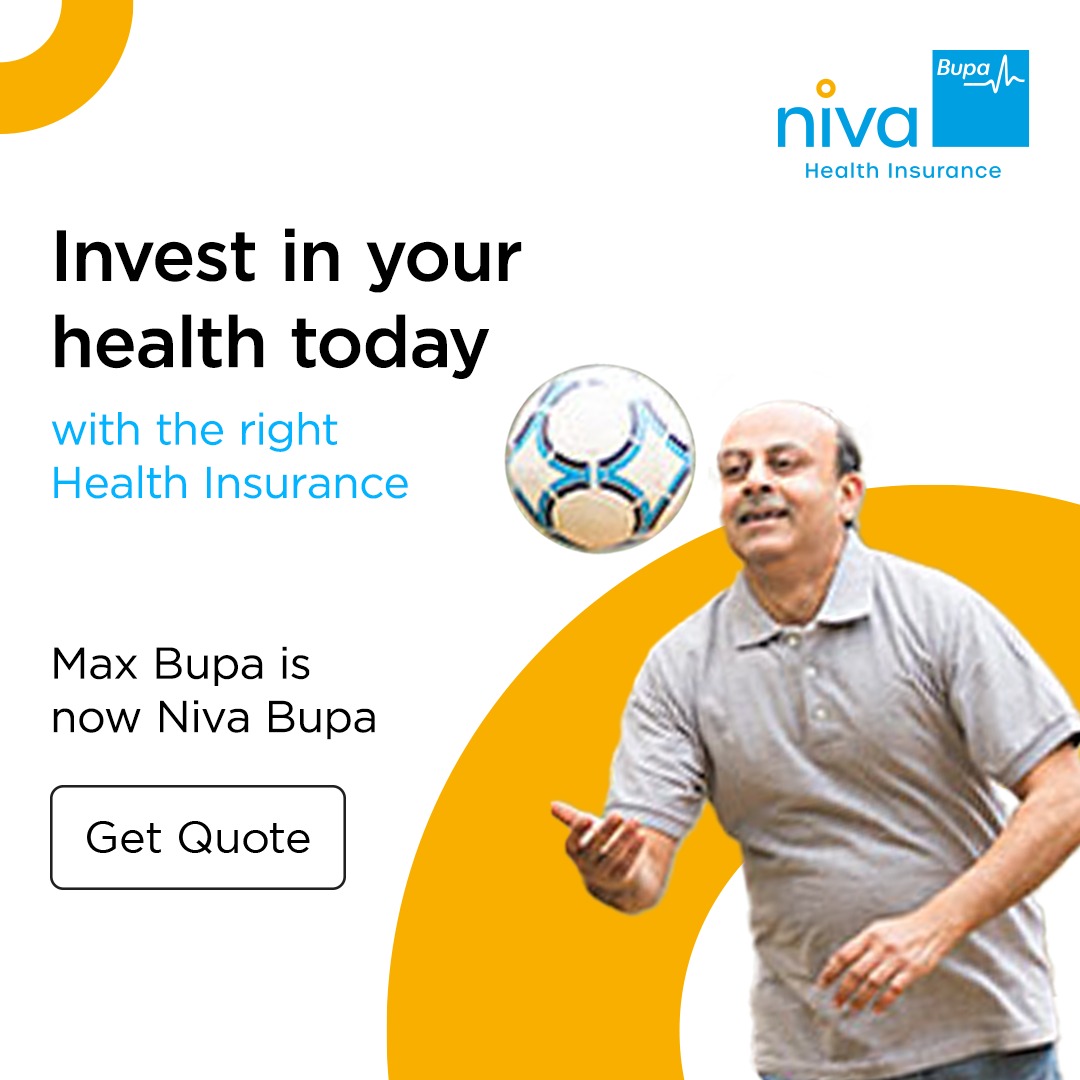 Bupa
niva
Health Insurance
Invest in your
health today
with the right
Health Insurance
Max Bupa is
now Niva Bupa
Get Quote